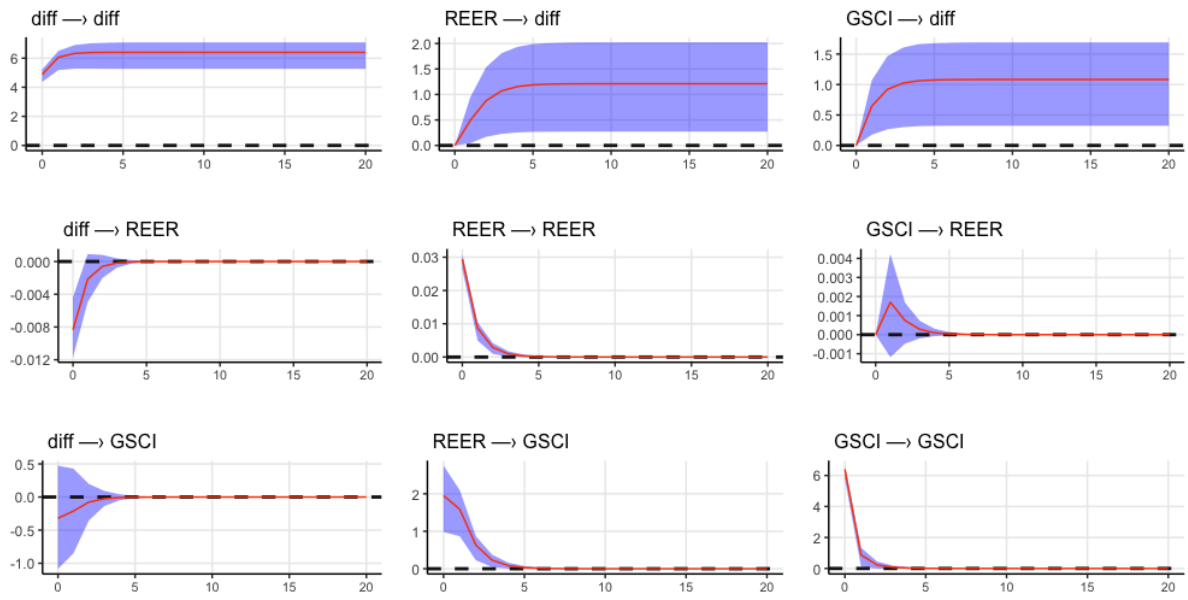 diff —› diff
REER —› diff
GSCI —› diff
6
4
2
0
0 5 10 15 20
2.0
1.5
1.0
0.5
0.0
0 5 10 15 20
1.5
1.0
0.5
0.0
0 5 10 15 20
diff —› REER
REER —› REER
GSCI —› REER
0.000
-0.004
-0.008
-0.012
0 5 10 15 20
0.03
0.02
0.01
0.00
0 5 10 15 20
0.004
0.003
0.002
0.001
0.000
-0.001
0 5 10 15 20
diff —› GSCI
REER —› GSCI
GSCI —› GSCI
0.5
0.0
-0.5
-1.0
0 5 10 15 20
2
1
0
0 5 10 15 20
6
4
2
0
0 5 10 15 20